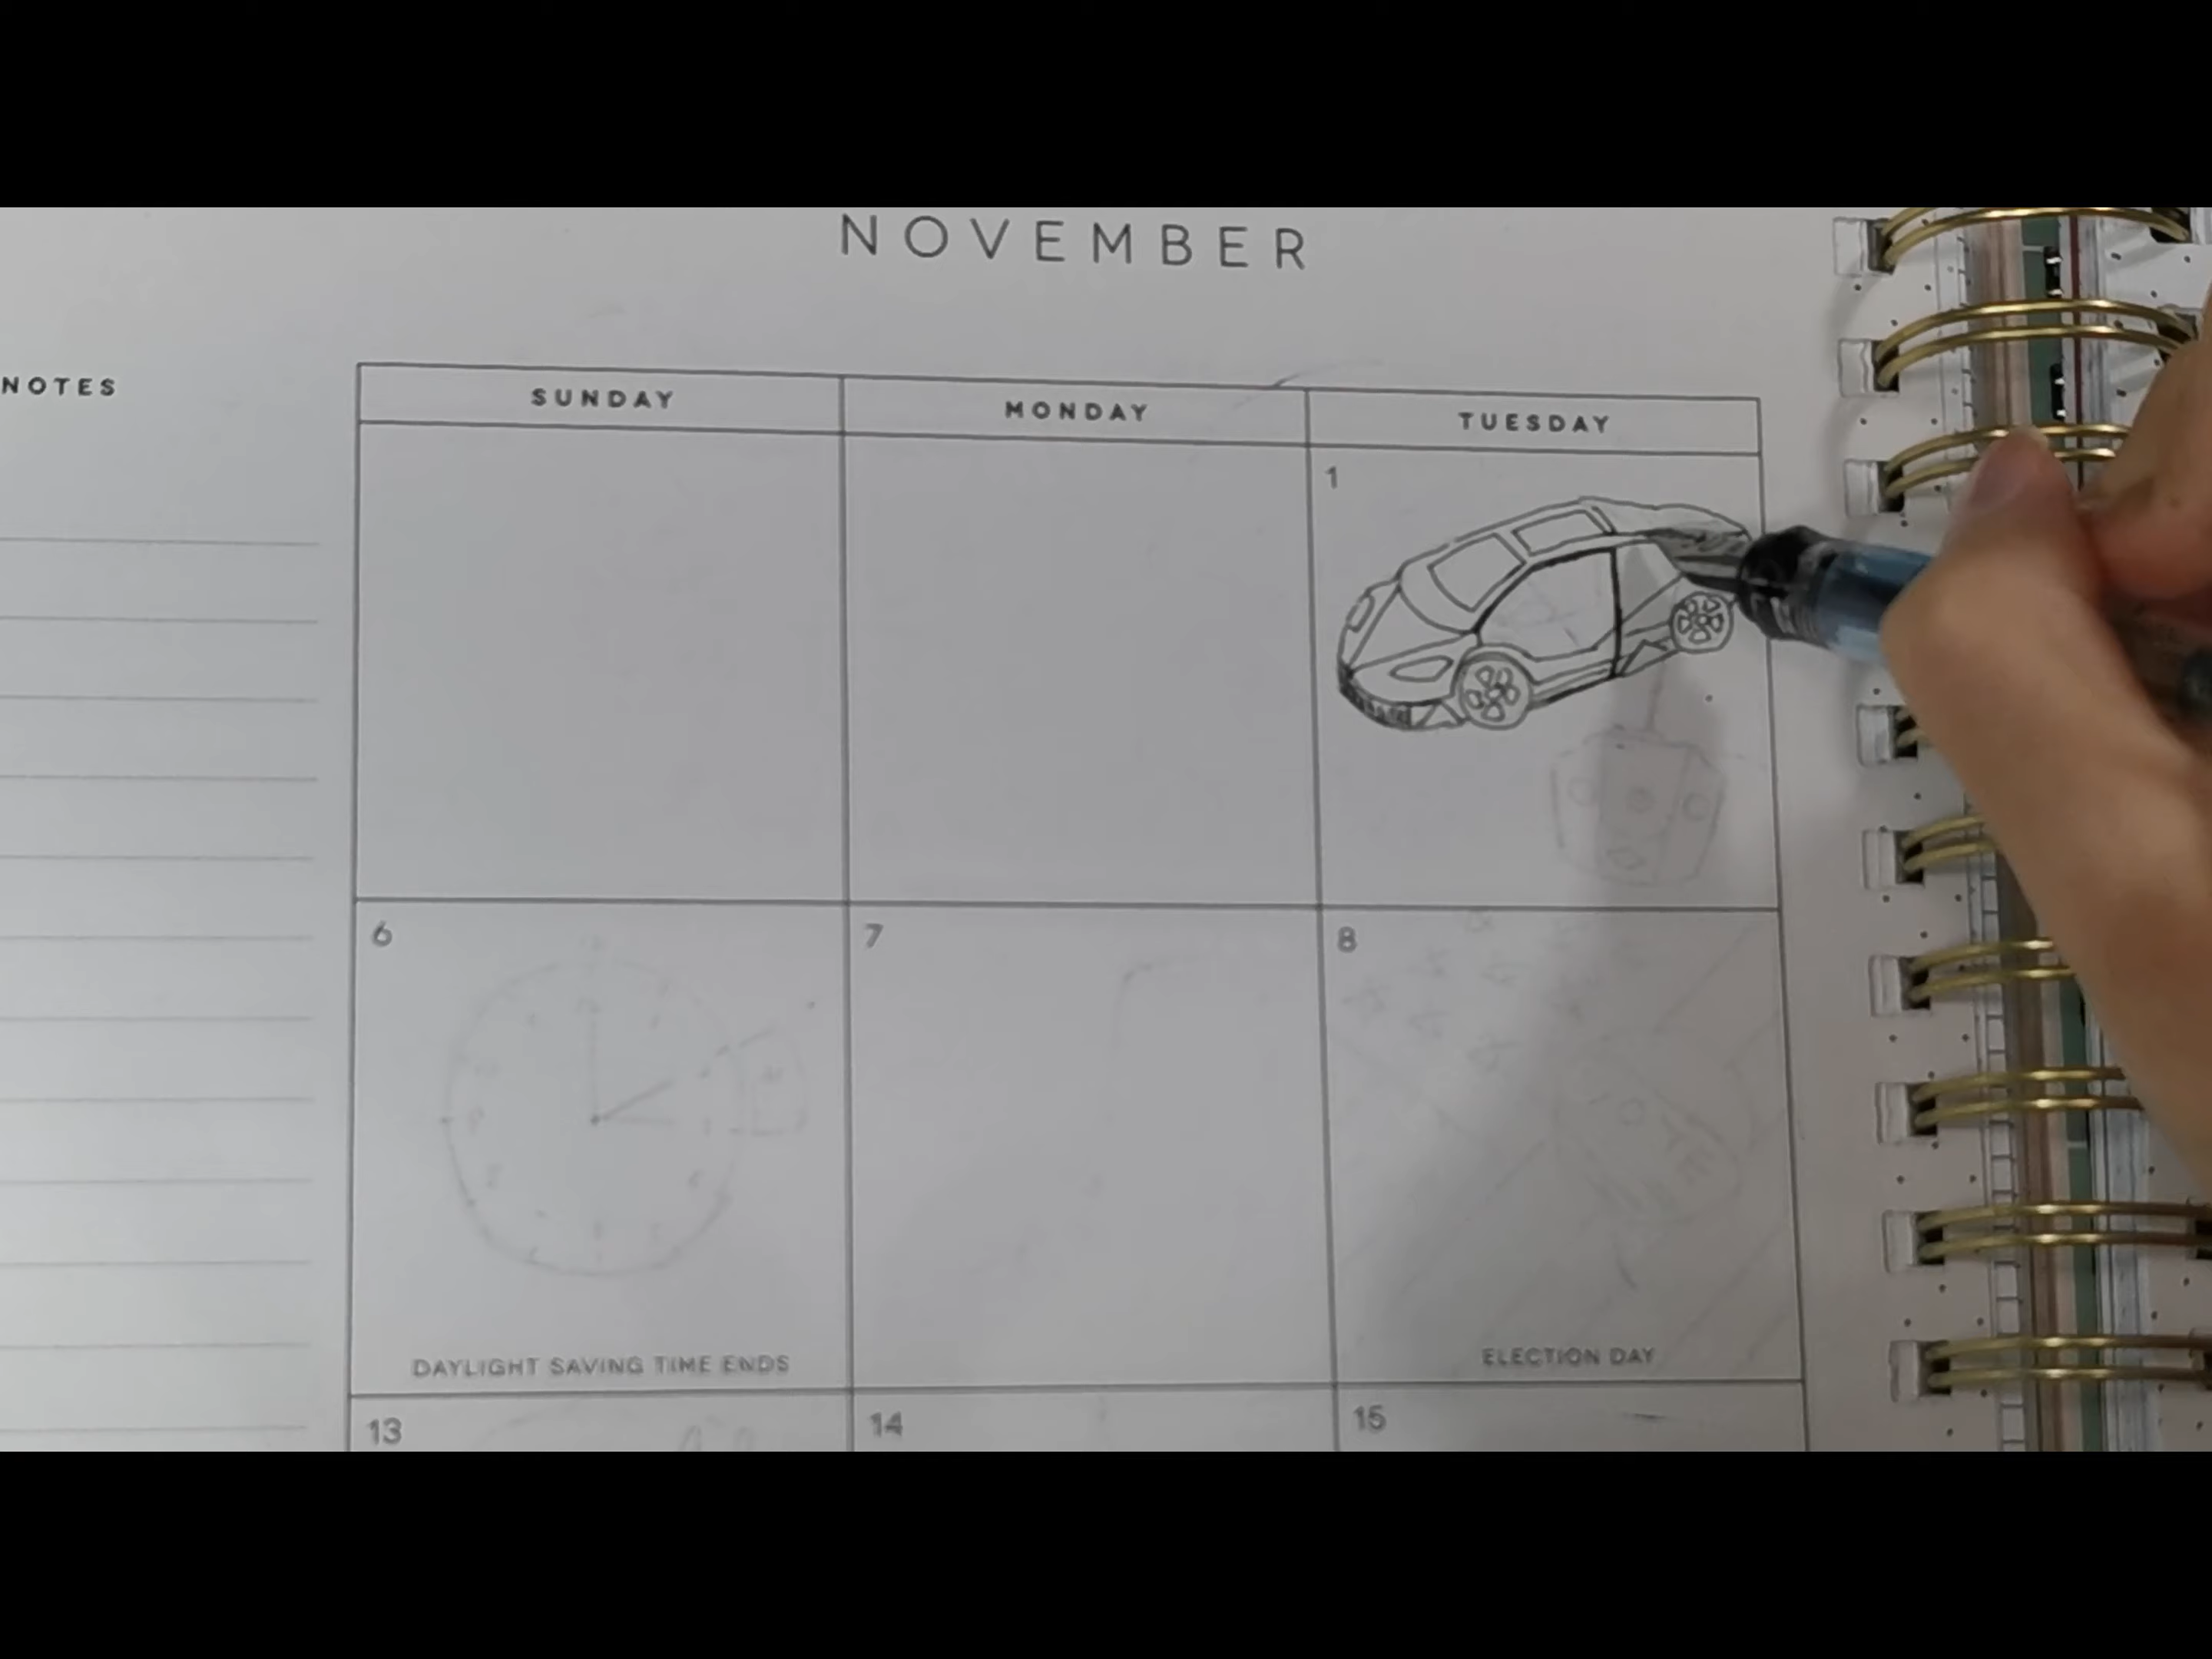 NOVEMBER
NOTES
SUNDAY MONDAY TUESDAY
1
6 7 8
DAYLIGHT SAVING TIME ENDS ELECTION DAY
13 14 15